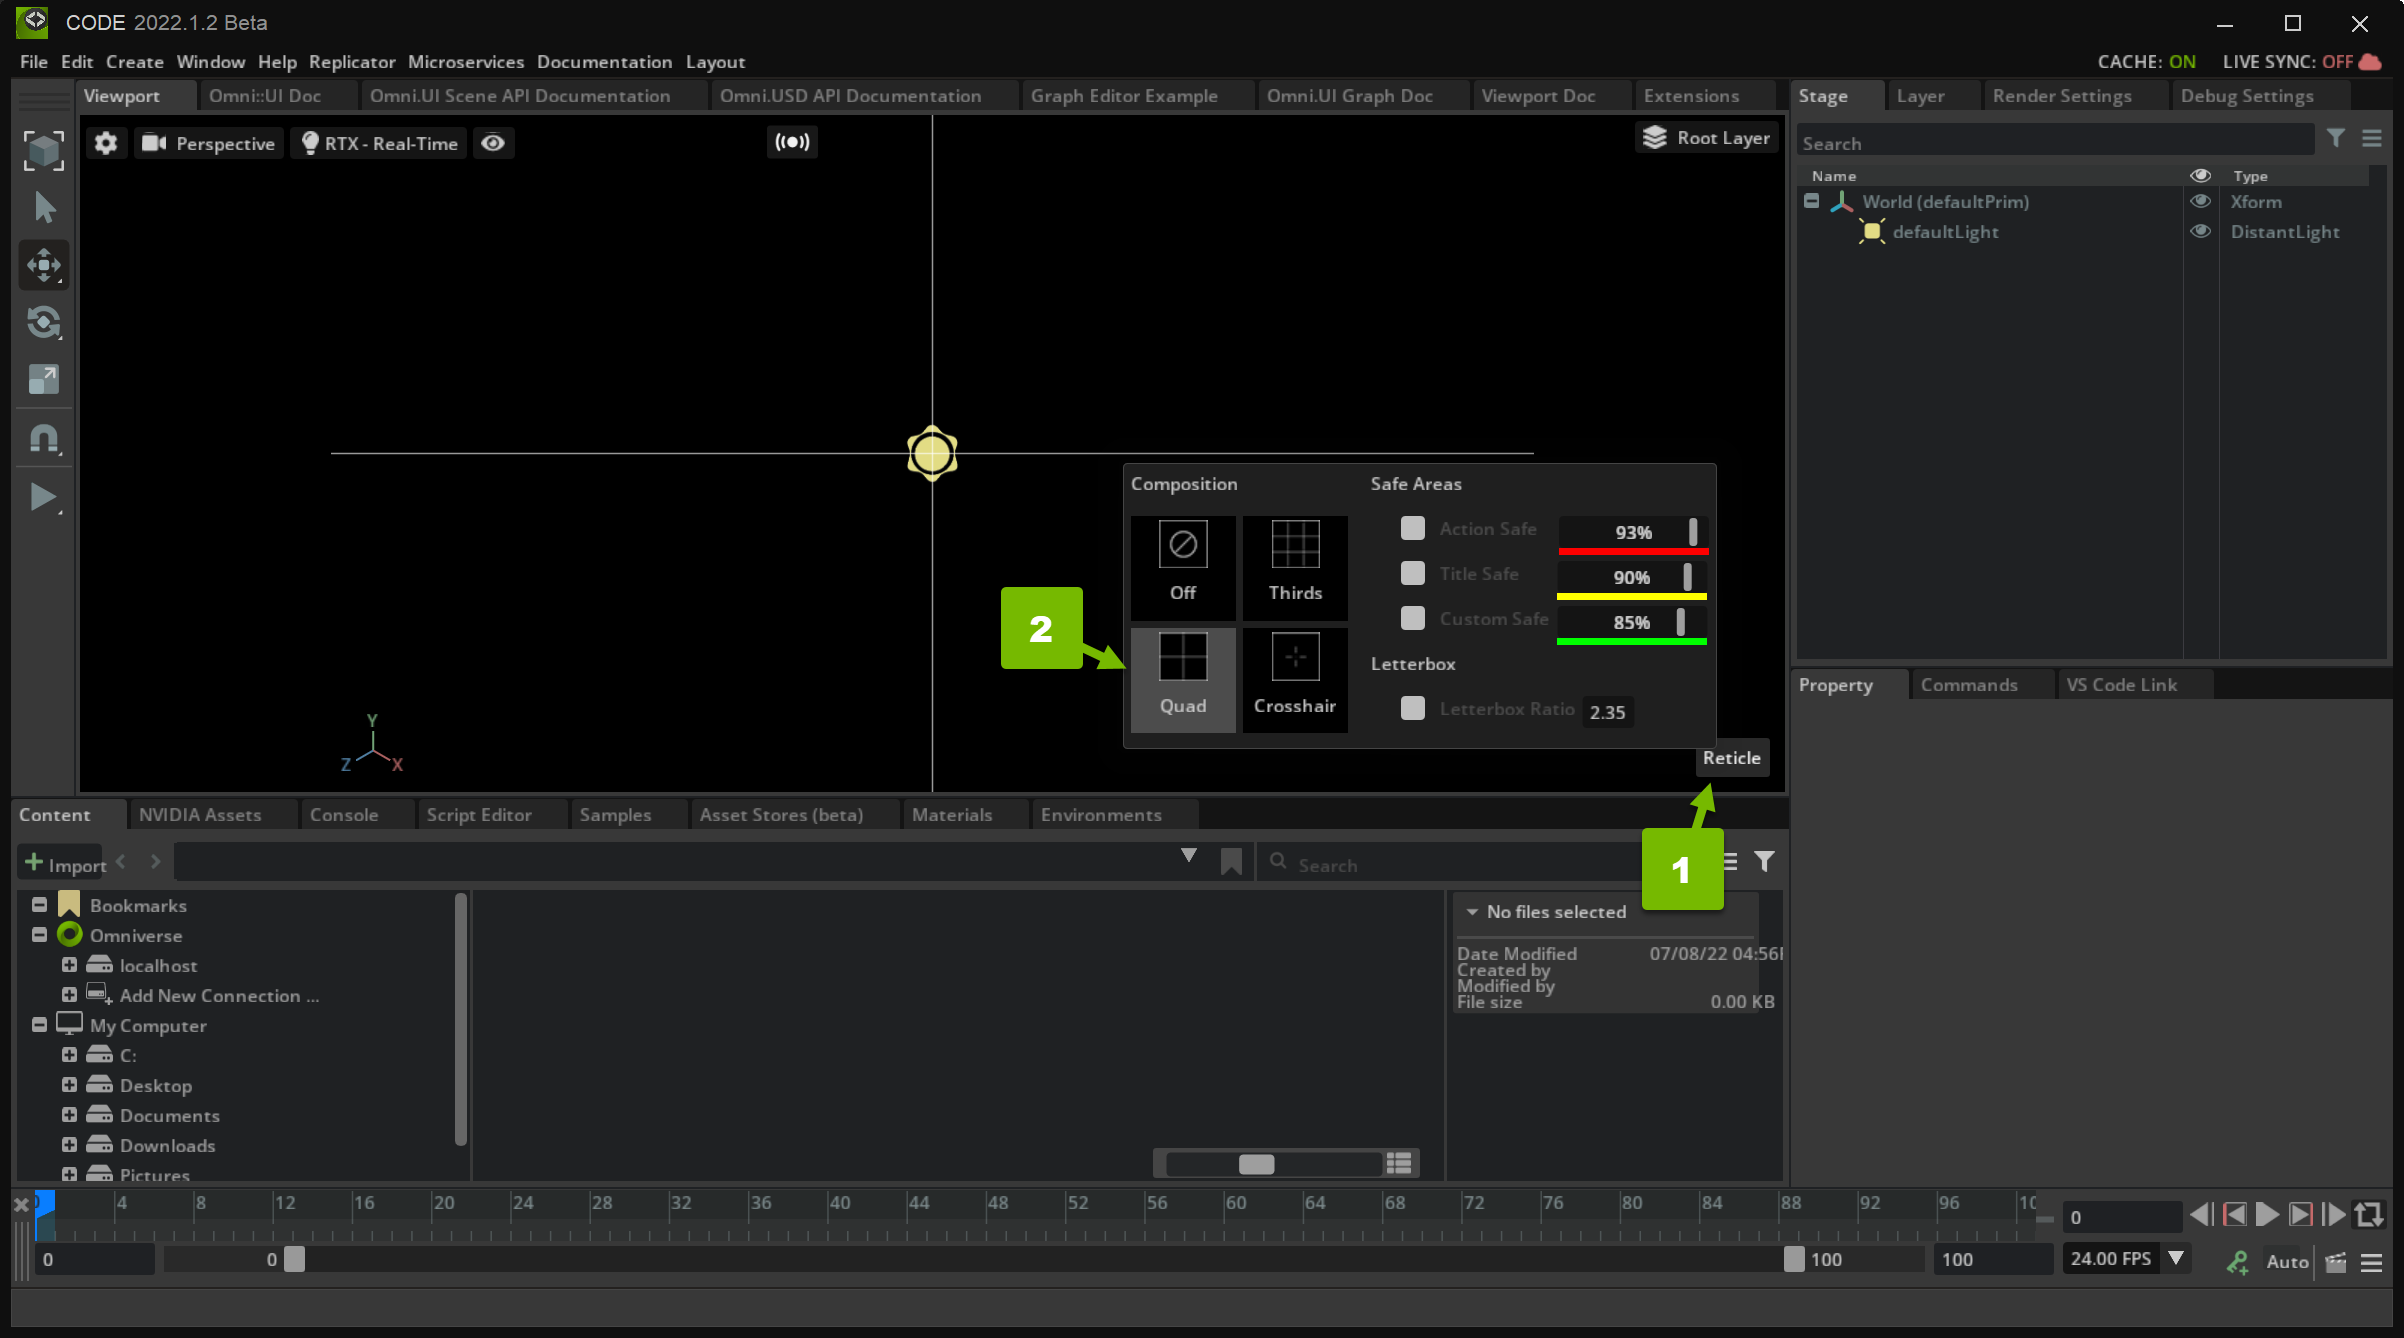 CODE 2022.1.2 Beta
File Edit Create Window Help Replicator Microservices Documentation Layout
CACHE: ON LIVE SYNC: OFF
Viewport Omni::UI Doc Omni.UI Scene API Documentation Omni.USD API Documentation Graph Editor Example Omni.UI Graph Doc Viewport Doc Extensions
Stage Layer Render Settings Debug Settings
Perspective RTX - Real-Time Root Layer
Search
Name Type
World (defaultPrim) Xform
defaultLight DistantLight
Composition Safe Areas
Off Thirds
Action Safe 93%
Title Safe 90%
Custom Safe 85%
2
Quad Crosshair
Letterbox
Letterbox Ratio 2.35
Y
Z X
Reticle
1
Property Commands VS Code Link
Content NVIDIA Assets Console Script Editor Samples Asset Stores (beta) Materials Environments
Import Search
Bookmarks
Omniverse
localhost
Add New Connection ...
My Computer
C:
Desktop
Documents
Downloads
Pictures
No files selected
Date Modified 07/08/22 04:56
Created by
Modified by
File size 0.00 KB
4 8 12 16 20 24 28 32 36 40 44 48 52 56 60 64 68 72 76 80 84 88 92 96 10
0
0 0 100 100 24.00 FPS Auto